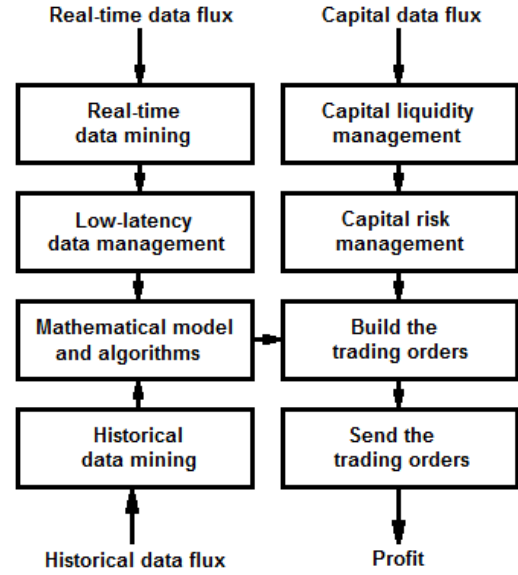 Real-time data flux
Capital data flux
Real-time
data mining
Capital liquidity
management
Low-latency
data management
Capital risk
management
Mathematical model
and algorithms
Build the
trading orders
Historical
data mining
Send the
trading orders
Historical data flux
Profit